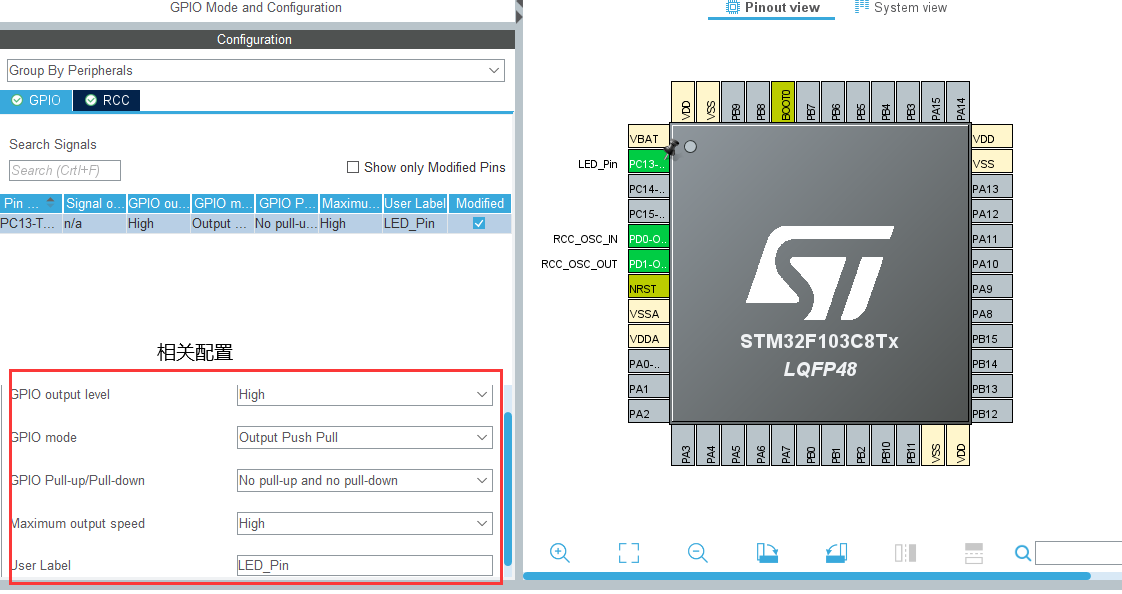 GPIO Mode and Configuration
Configuration
Group By Peripherals
GPIO
RCC
Search Signals
Search (Crtl+F)
Show only Modified Pins
Pin ...
Signal o...
GPIO ou...
GPIO m...
GPIO P...
Maximu...
User Label
Modified
PC13-T...
n/a
High
Output ...
No pull-u...
High
LED_Pin
相关配置
GPIO output level
High
GPIO mode
Output Push Pull
GPIO Pull-up/Pull-down
No pull-up and no pull-down
Maximum output speed
High
User Label
LED_Pin
Pinout view
System view
VDD
VSS
PB9
PB8
BOOT0
PB7
PB6
PB5
PB4
PB3
PA15
PA14
VBAT
LED_Pin
PC13-..
PC14-..
PC15-..
RCC_OSC_IN
PD0-O..
RCC_OSC_OUT
PD1-O..
NRST
VSSA
VDDA
PA0-..
PA1
PA2
VDD
VSS
PA13
PA12
PA11
PA10
PA9
PA8
PB15
PB14
PB13
PB12
ST
STM32F103C8Tx
LQFP48
PA3
PA4
PA5
PA6
PA7
PB0
PB1
PB2
PB10
PB11
VSS
VDD